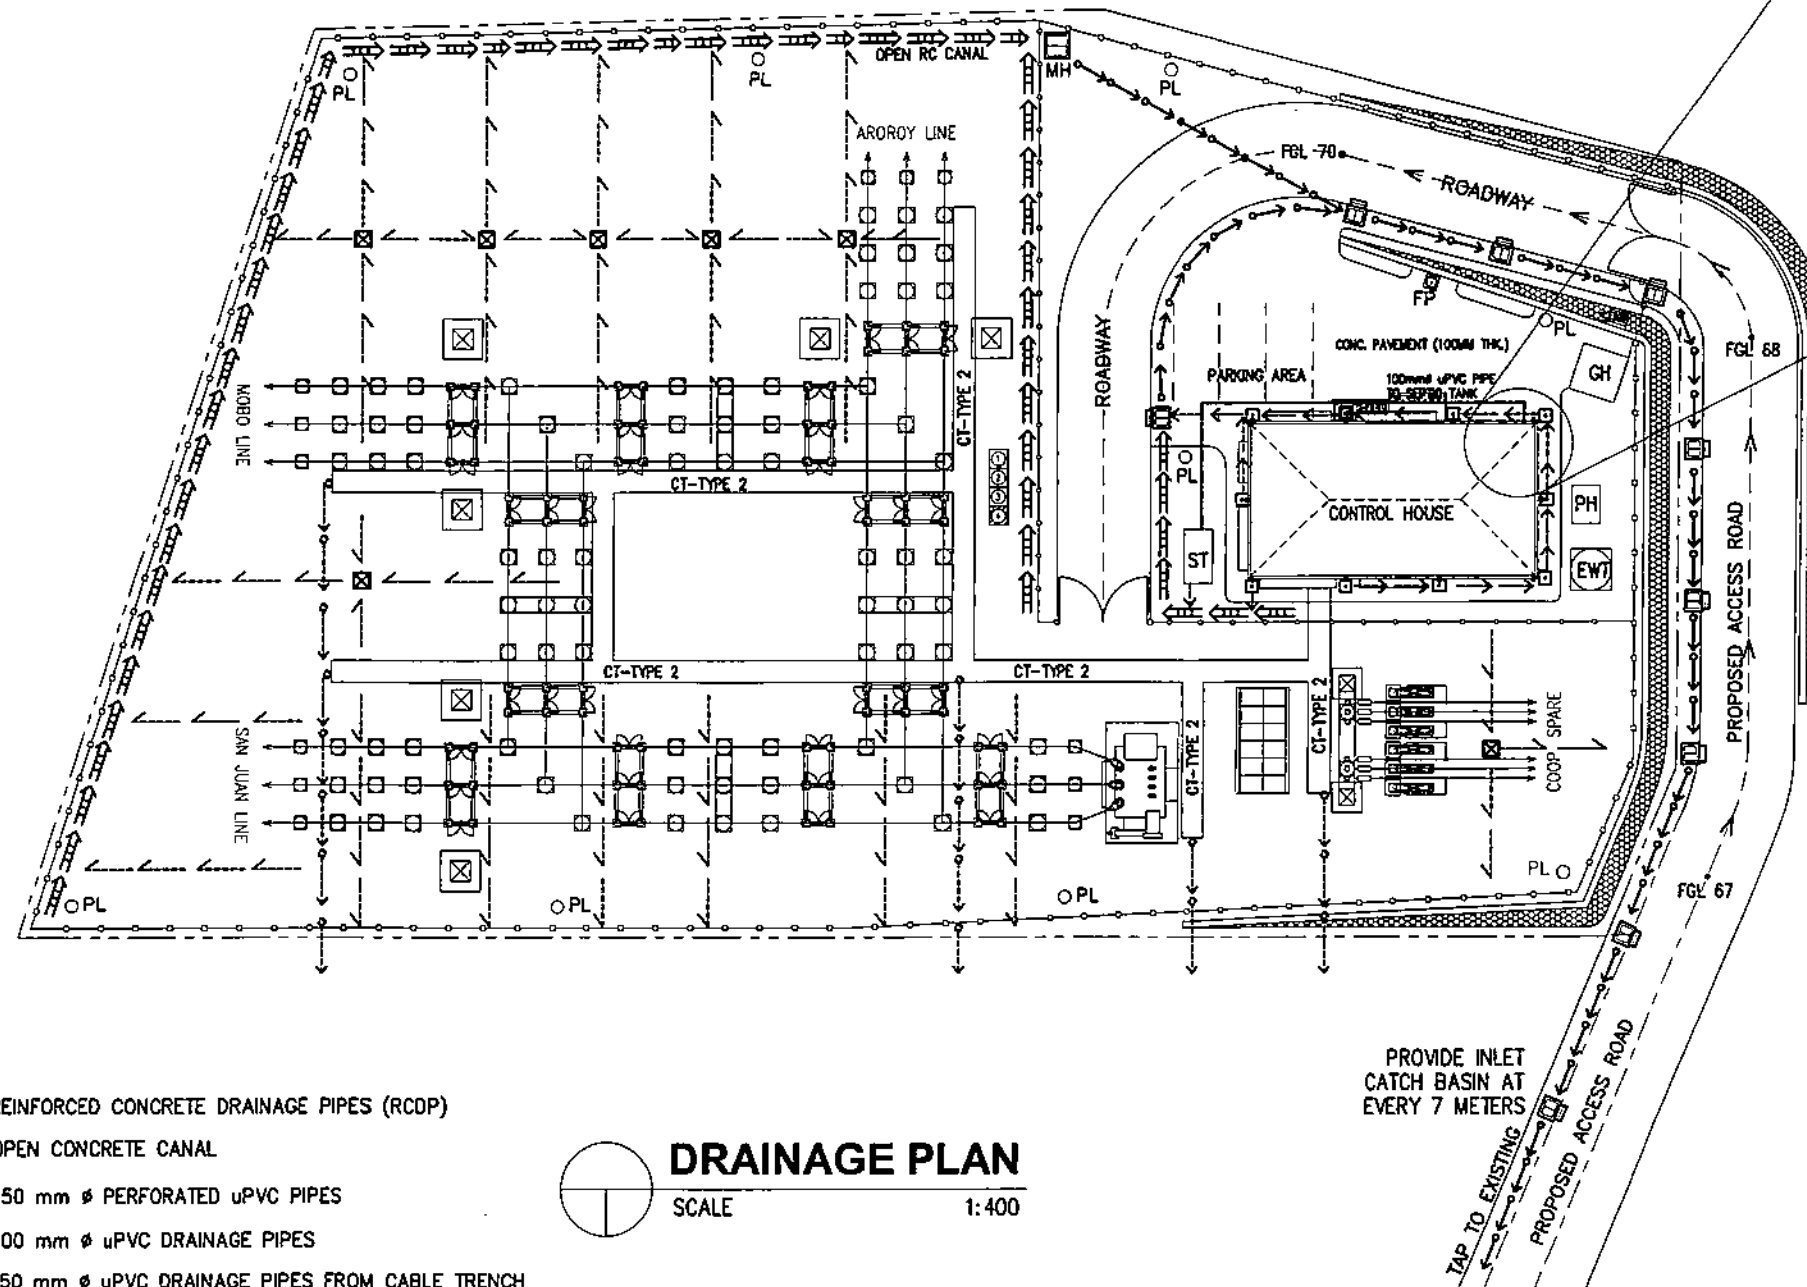 OPEN RC CANAL
MH
PL
PL
PL
AROROY LINE
FGL 70
ROADWAY
ROADWAY
FP
PL
CONC. PAVEMENT (100MM THK.)
FGL 68
GH
PARKING AREA
100mmø uPVC PIPE
TO SEPTIC TANK
MOBO LINE
CT-TYPE 2
CT-TYPE 2
1
2
3
4
PL
CONTROL HOUSE
PH
ST
EWT
PROPOSED ACCESS ROAD
CT-TYPE 2
CT-TYPE 2
CT-TYPE 2
CT-TYPE 2
SAN JUAN LINE
COOP SPARE
PL
PL
PL
PL
FGL 67
PROVIDE INLET
CATCH BASIN AT
EVERY 7 METERS
TAP TO EXISTING
PROPOSED ACCESS ROAD
EINFORCED CONCRETE DRAINAGE PIPES (RCDP)
OPEN CONCRETE CANAL
50 mm ø PERFORATED uPVC PIPES
00 mm ø uPVC DRAINAGE PIPES
50 mm ø uPVC DRAINAGE PIPES FROM CABLE TRENCH
DRAINAGE PLAN
SCALE 1:400